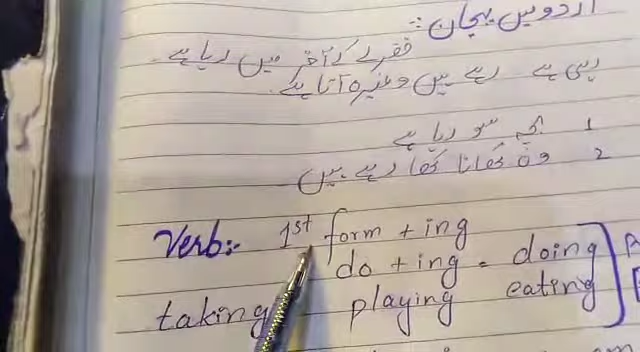 اردو میں پہچان :-
فقرے کے آخر میں رہا ہے
رہی ہے رہے ہیں وغیرہ آتا ہے۔
1 بچہ سو رہا ہے
2 وہ کھانا کھا رہے ہیں
Verb:- 1st form + ing
do + ing = doing
taking playing eating